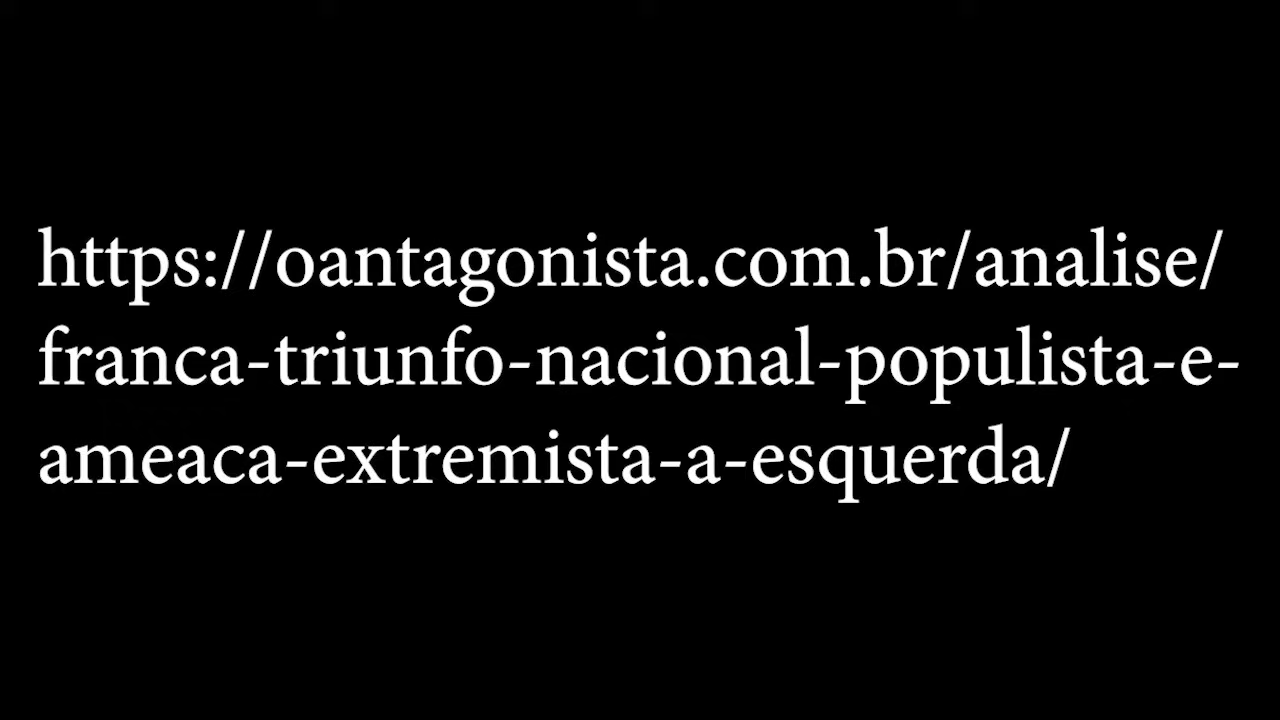 https://oantagonista.com.br/analise/
franca-triunfo-nacional-populista-e-
ameaca-extremista-a-esquerda/